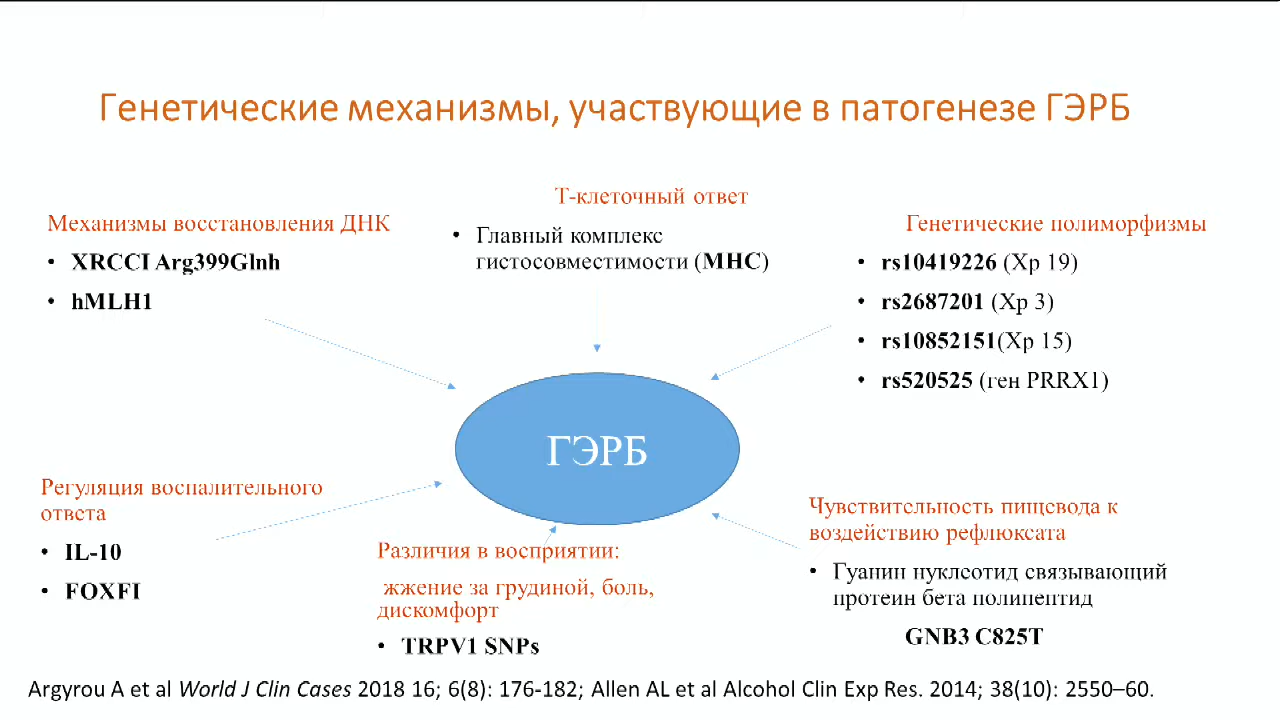 Генетические механизмы, участвующие в патогенезе ГЭРБ
Механизмы восстановления ДНК
• XRCCI Arg399Glnh
• hMLH1
Т-клеточный ответ
• Главный комплекс
гистосовместимости (MHC)
Генетические полиморфизмы
• rs10419226 (Хр 19)
• rs2687201 (Хр 3)
• rs10852151(Хр 15)
• rs520525 (ген PRRX1)
ГЭРБ
Регуляция воспалительного
ответа
• IL-10
• FOXFI
Различия в восприятии:
жжение за грудиной, боль,
дискомфорт
• TRPV1 SNPs
Чувствительность пищевода к
воздействию рефлюксата
• Гуанин нуклеотид связывающий
протеин бета полипептид
GNB3 C825T
Argyrou A et al World J Clin Cases 2018 16; 6(8): 176-182; Allen AL et al Alcohol Clin Exp Res. 2014; 38(10): 2550–60.